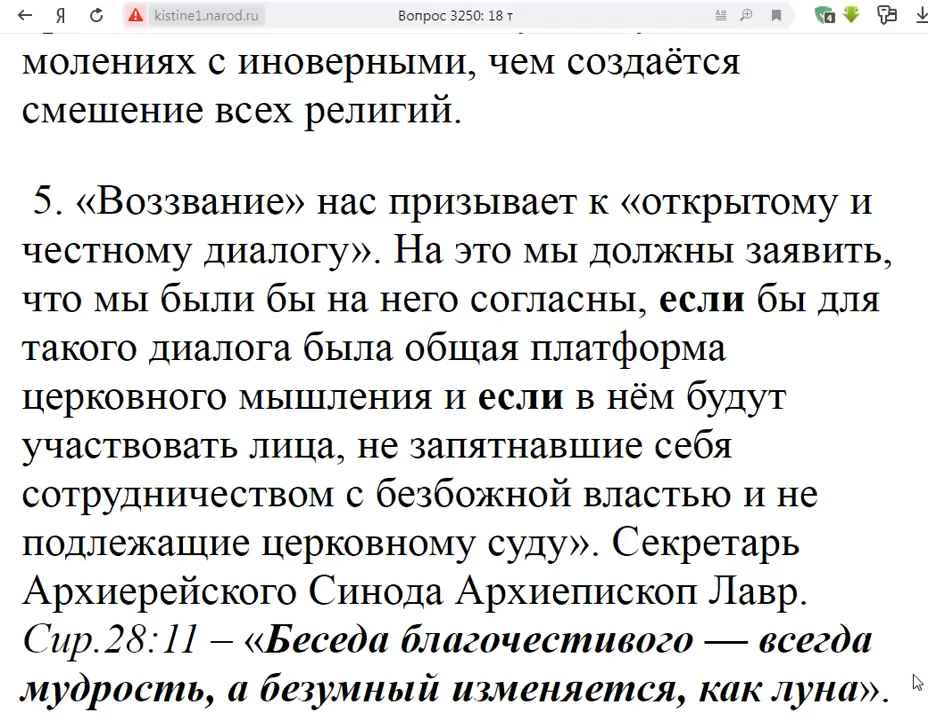 kistine1.narod.ru
Вопрос 3250: 18 т
4
молениях с иноверными, чем создаётся
смешение всех религий.
5. «Воззвание» нас призывает к «открытому и
честному диалогу». На это мы должны заявить,
что мы были бы на него согласны, если бы для
такого диалога была общая платформа
церковного мышления и если в нём будут
участвовать лица, не запятнавшие себя
сотрудничеством с безбожной властью и не
подлежащие церковному суду». Секретарь
Архиерейского Синода Архиепископ Лавр.
Сир.28:11 – «Беседа благочестивого — всегда
мудрость, а безумный изменяется, как луна».